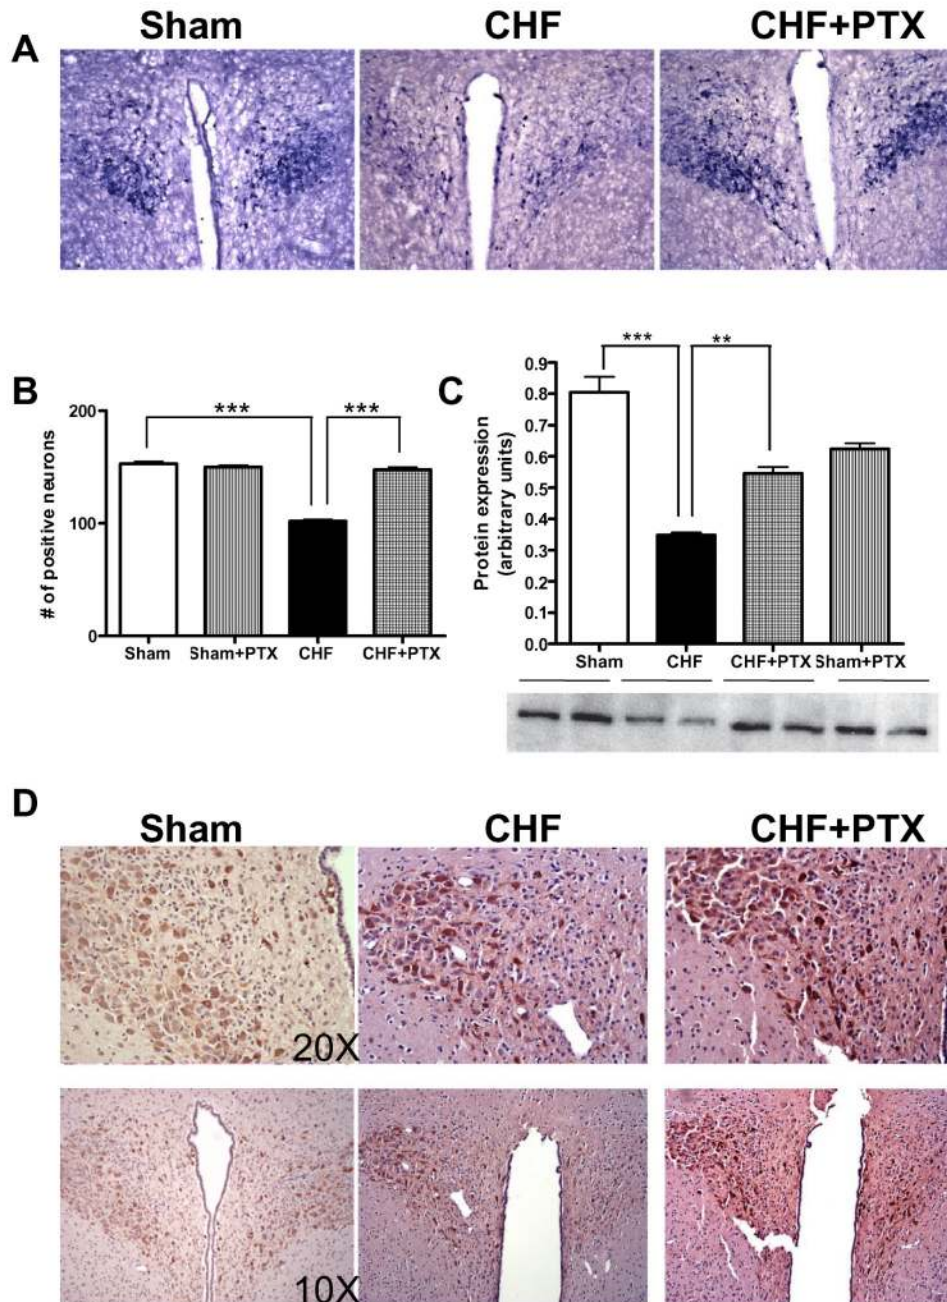 A
Sham CHF CHF+PTX
B
***
***
# of positive neurons
200
100
0
Sham Sham+PTX CHF CHF+PTX
C
***
**
Protein expression
(arbitrary units)
0.9
0.8
0.7
0.6
0.5
0.4
0.3
0.2
0.1
0.0
Sham CHF CHF+PTX Sham+PTX
D
Sham CHF CHF+PTX
20X
10X